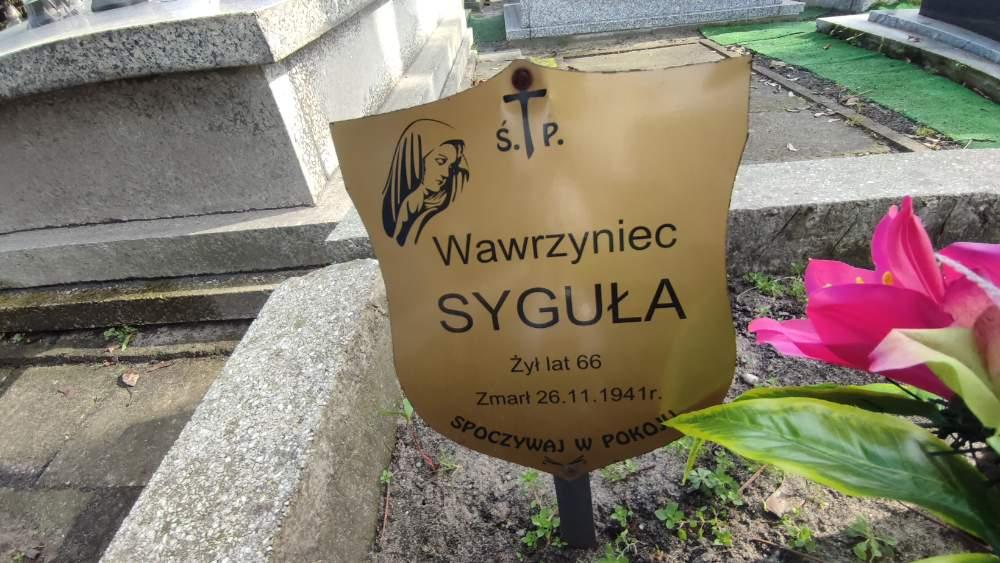 Ś. P.
Wawrzyniec
SYGUŁA
Żył lat 66
Zmarł 26.11.1941r.
SPOCZYWAJ W POKOJU